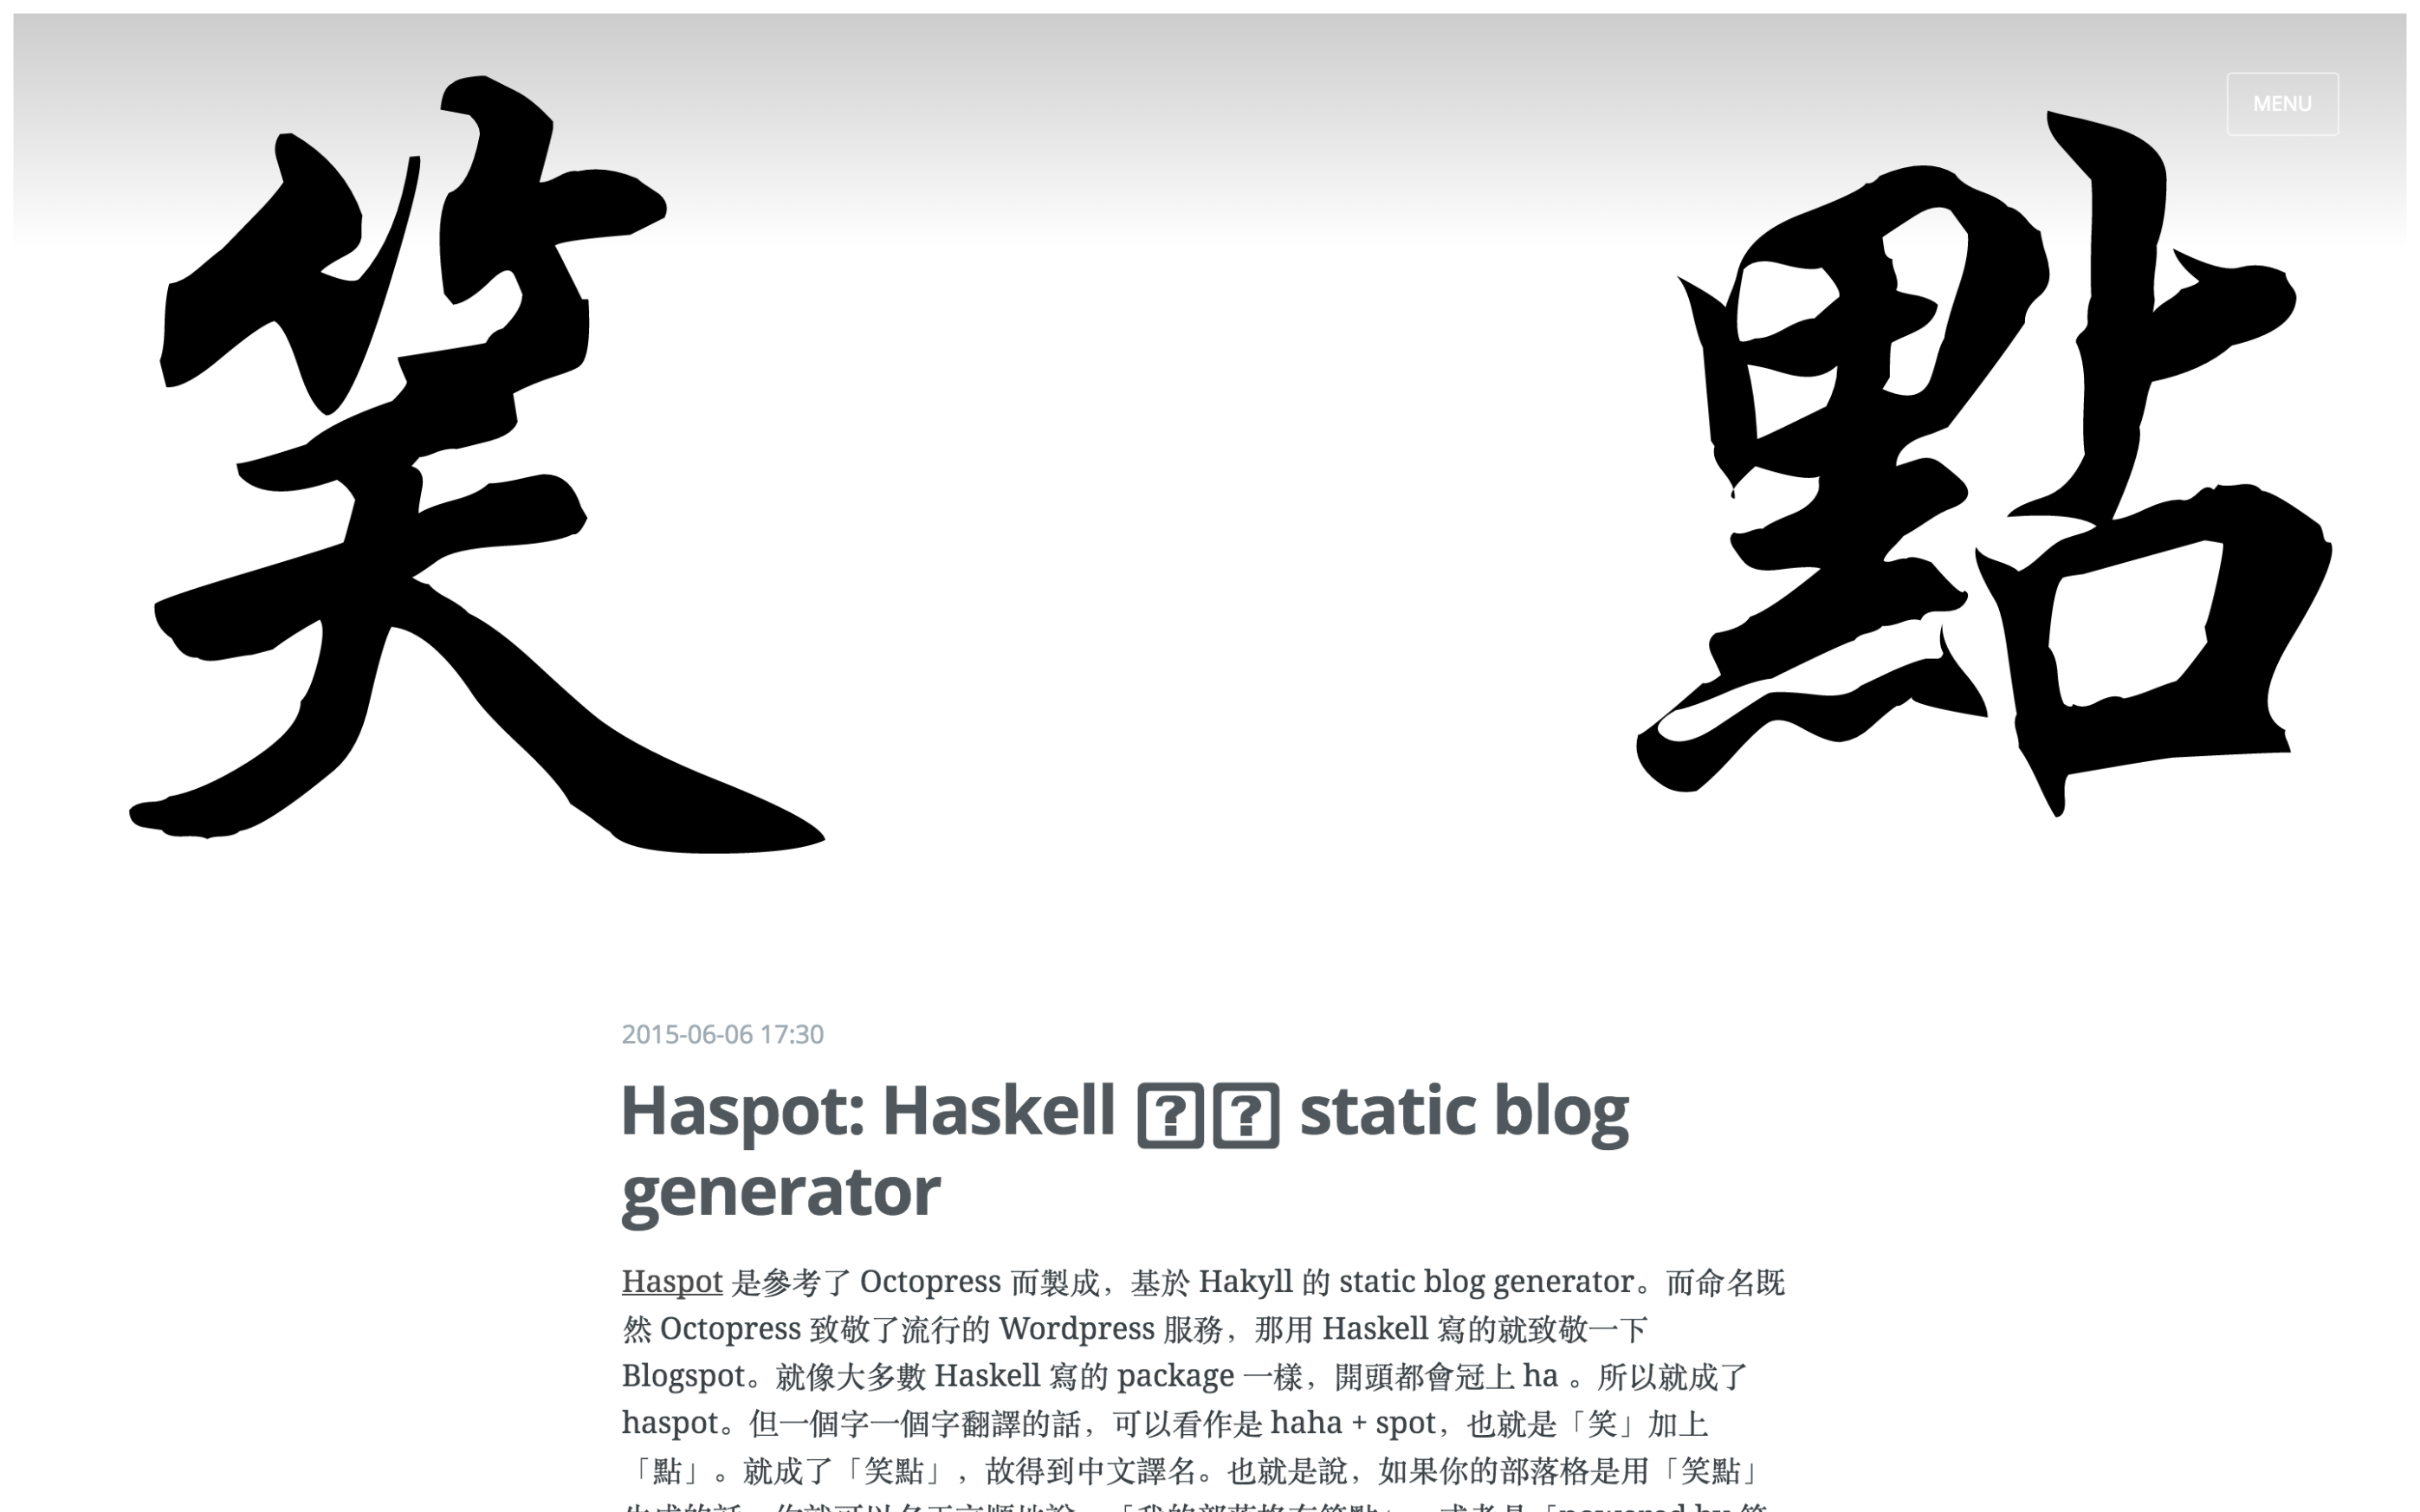 笑 點
MENU
2015-06-06 17:30
Haspot: Haskell static blog
generator
Haspot 是參考了 Octopress 而製成，基於 Hakyll 的 static blog generator。而命名既
然 Octopress 致敬了流行的 Wordpress 服務，那用 Haskell 寫的就致敬一下
Blogspot。就像大多數 Haskell 寫的 package 一樣，開頭都會冠上 ha 。所以就成了
haspot。但一個字一個字翻譯的話，可以看作是 haha + spot，也就是「笑」加上
「點」。就成了「笑點」，故得到中文譯名。也就是說，如果你的部落格是用「笑點」